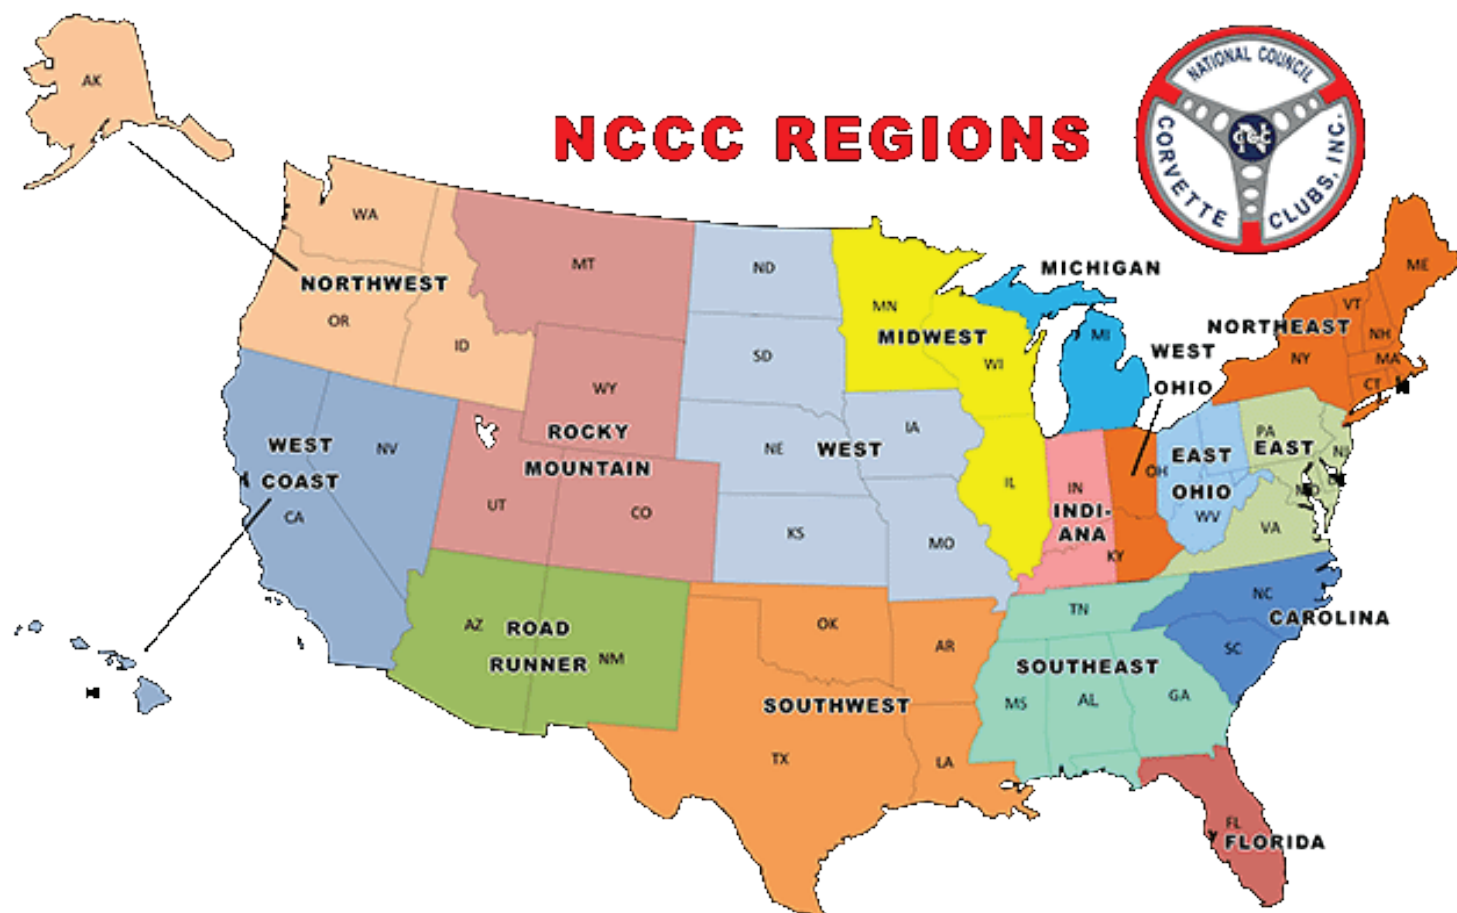 NCCC REGIONS
NATIONAL COUNCIL
CORVETTE
CLUBS, INC.
NCCC
AK
WA
NORTHWEST
OR
ID
MT
WY
ROCKY
MOUNTAIN
UT
CO
WEST
COAST
NV
CA
AZ
ROAD
RUNNER
NM
ND
SD
NE
WEST
IA
KS
MO
MN
MIDWEST
WI
IL
MICHIGAN
MI
WEST
OHIO
OH
IN
INDI-
ANA
KY
EAST
OHIO
WV
NORTHEAST
ME
VT
NH
NY
MA
CT
PA
EAST
NJ
MD
VA
NC
CAROLINA
SC
TN
SOUTHEAST
MS
AL
GA
OK
AR
SOUTHWEST
TX
LA
FL
FLORIDA